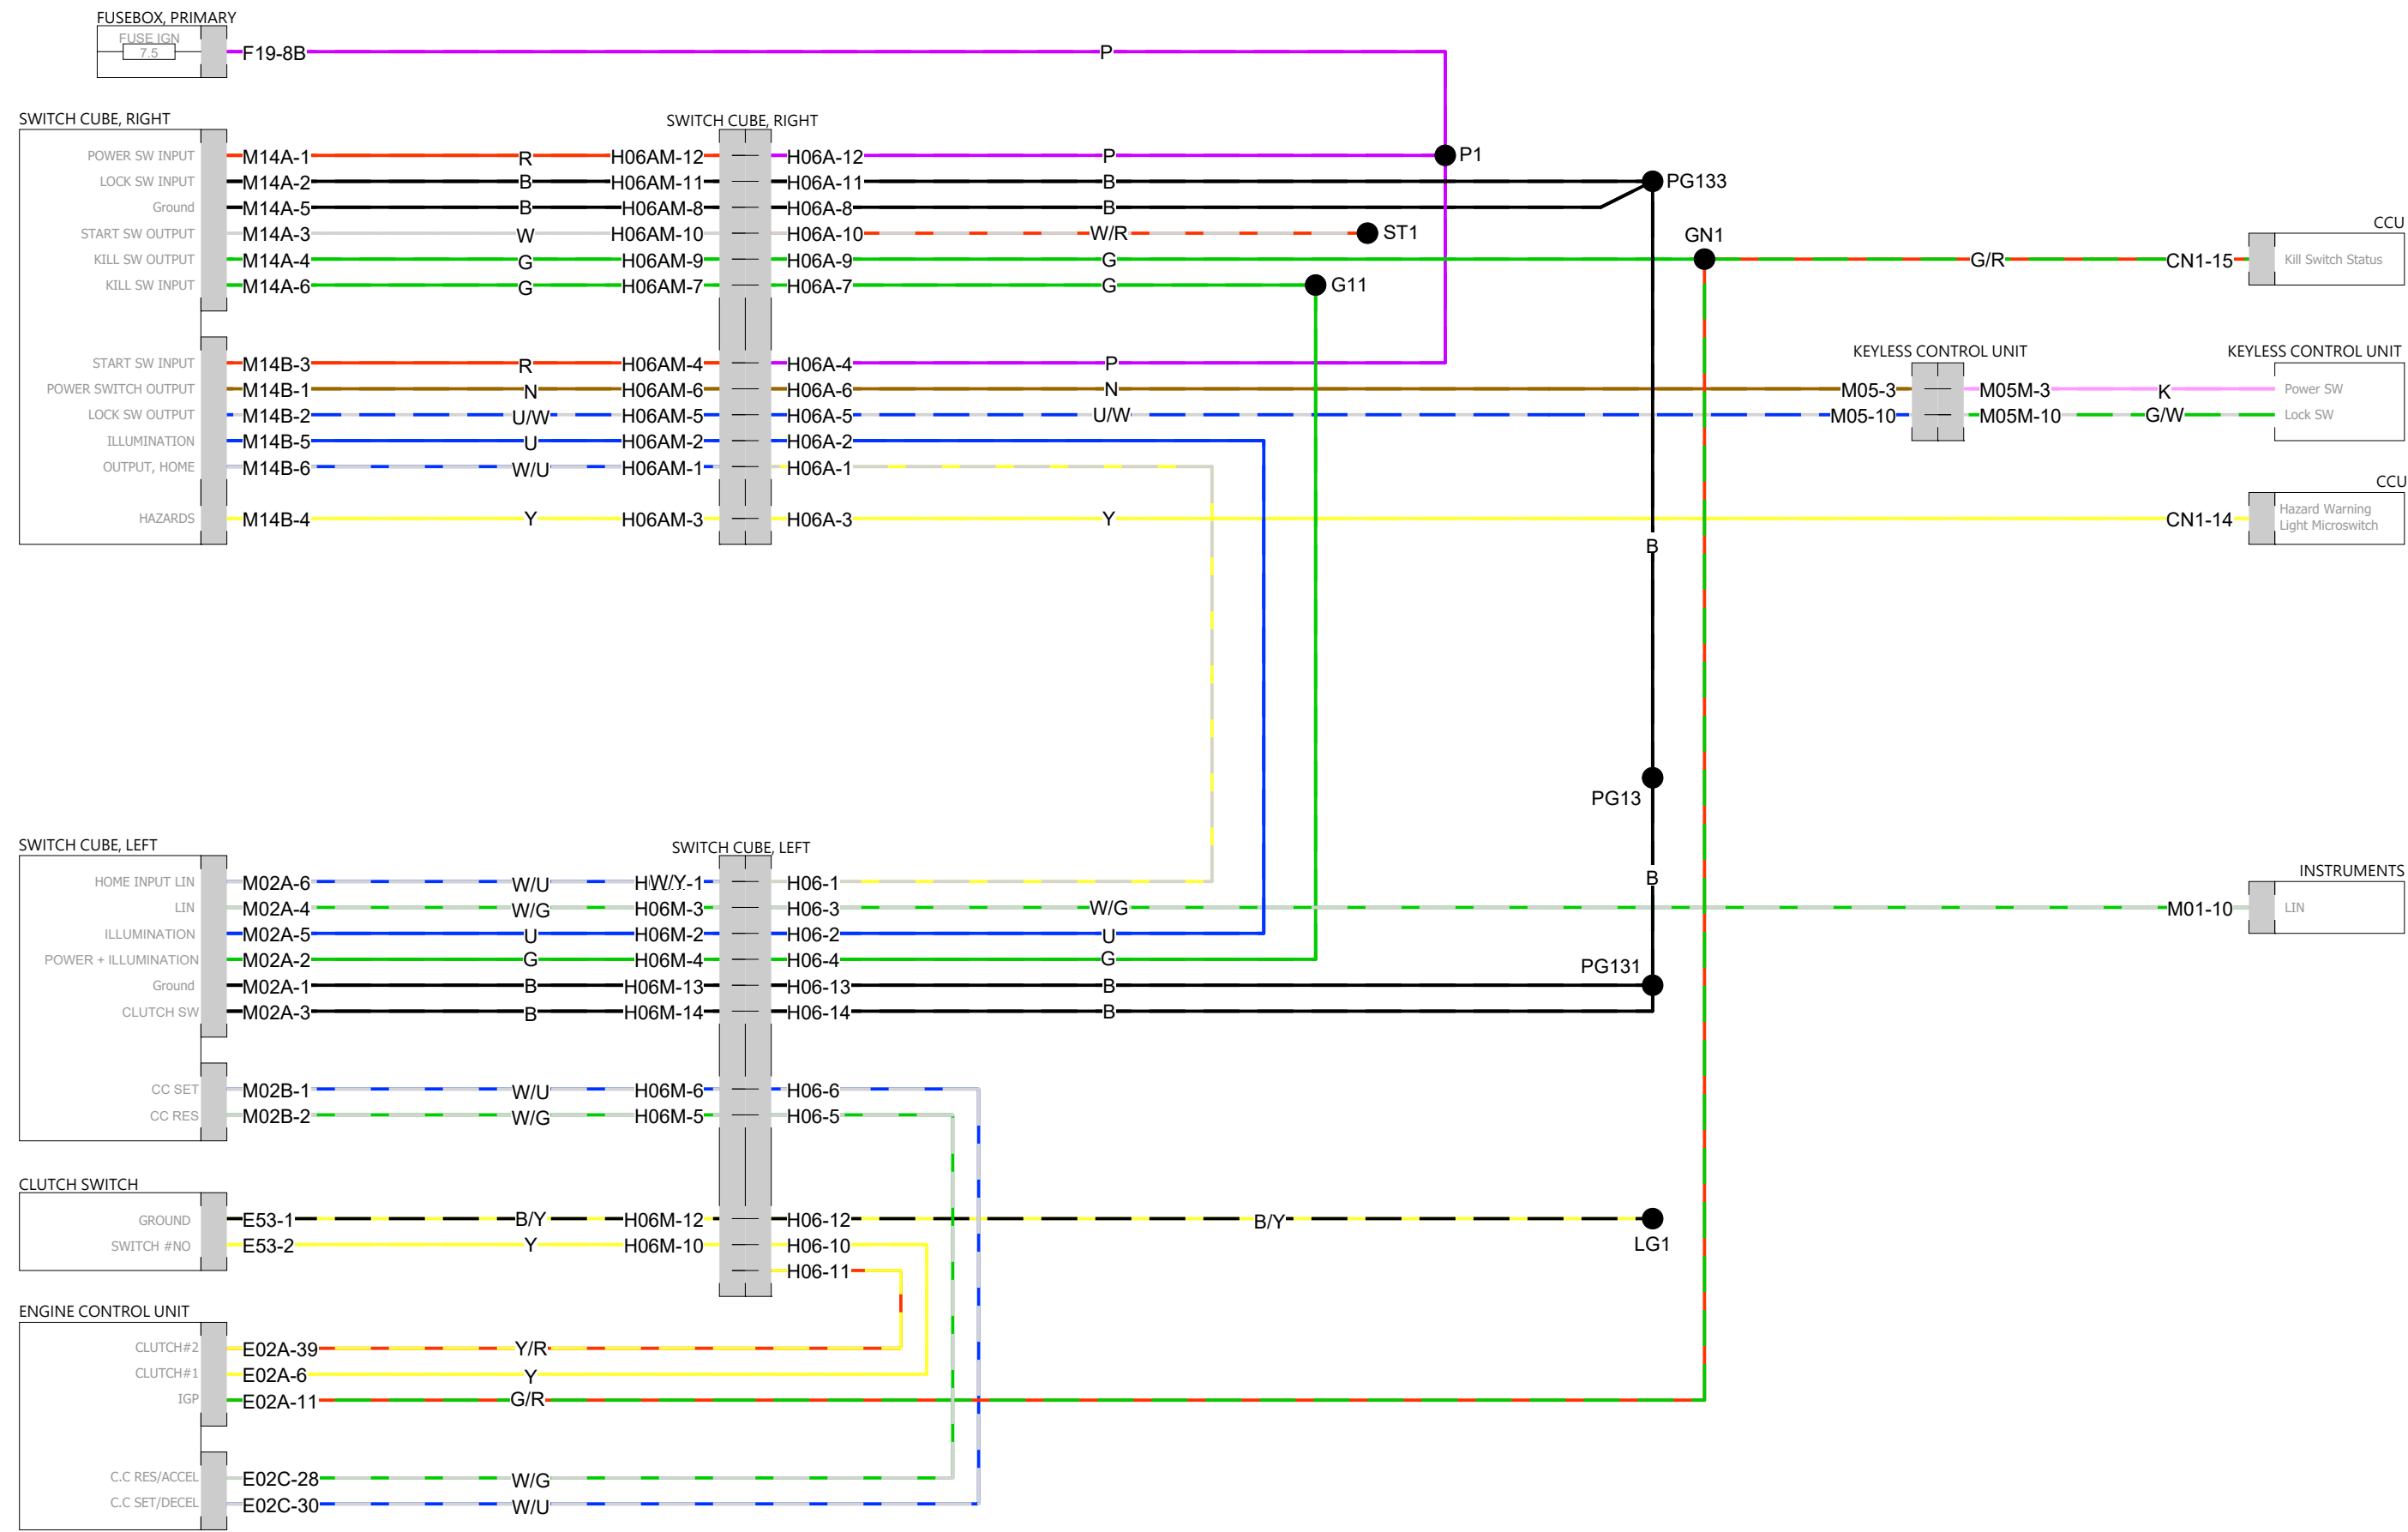 FUSEBOX, PRIMARY
FUSE IGN
7.5
F19-8B P
SWITCH CUBE, RIGHT
SWITCH CUBE, RIGHT
POWER SW INPUT M14A-1 R H06AM-12 H06A-12 P P1
LOCK SW INPUT M14A-2 B H06AM-11 H06A-11 B PG133
Ground M14A-5 B H06AM-8 H06A-8 B
START SW OUTPUT M14A-3 W H06AM-10 H06A-10 W/R ST1
CCU
GN1
KILL SW OUTPUT M14A-4 G H06AM-9 H06A-9 G G/R CN1-15 Kill Switch Status
KILL SW INPUT M14A-6 G H06AM-7 H06A-7 G G11
KEYLESS CONTROL UNIT
KEYLESS CONTROL UNIT
START SW INPUT M14B-3 R H06AM-4 H06A-4 P
POWER SWITCH OUTPUT M14B-1 N H06AM-6 H06A-6 N M05-3 M05M-3 K Power SW
LOCK SW OUTPUT M14B-2 U/W H06AM-5 H06A-5 U/W M05-10 M05M-10 G/W Lock SW
ILLUMINATION M14B-5 U H06AM-2 H06A-2
OUTPUT, HOME M14B-6 W/U H06AM-1 H06A-1
CCU
HAZARDS M14B-4 Y H06AM-3 H06A-3 Y CN1-14 Hazard Warning
Light Microswitch
B
PG13
SWITCH CUBE, LEFT
SWITCH CUBE, LEFT
INSTRUMENTS
B
HOME INPUT LIN M02A-6 W/U W/Y -1 H06-1
LIN M02A-4 W/G H06M-3 H06-3 W/G M01-10 LIN
ILLUMINATION M02A-5 U H06M-2 H06-2 U
POWER + ILLUMINATION M02A-2 G H06M-4 H06-4 G
PG131
Ground M02A-1 B H06M-13 H06-13 B
CLUTCH SW M02A-3 B H06M-14 H06-14 B
CC SET M02B-1 W/U H06M-6 H06-6
CC RES M02B-2 W/G H06M-5 H06-5
CLUTCH SWITCH
GROUND E53-1 B/Y H06M-12 H06-12 B/Y LG1
SWITCH #NO E53-2 Y H06M-10 H06-10
H06-11
ENGINE CONTROL UNIT
CLUTCH#2 E02A-39 Y/R
CLUTCH#1 E02A-6 Y
IGP E02A-11 G/R
C.C RES/ACCEL E02C-28 W/G
C.C SET/DECEL E02C-30 W/U